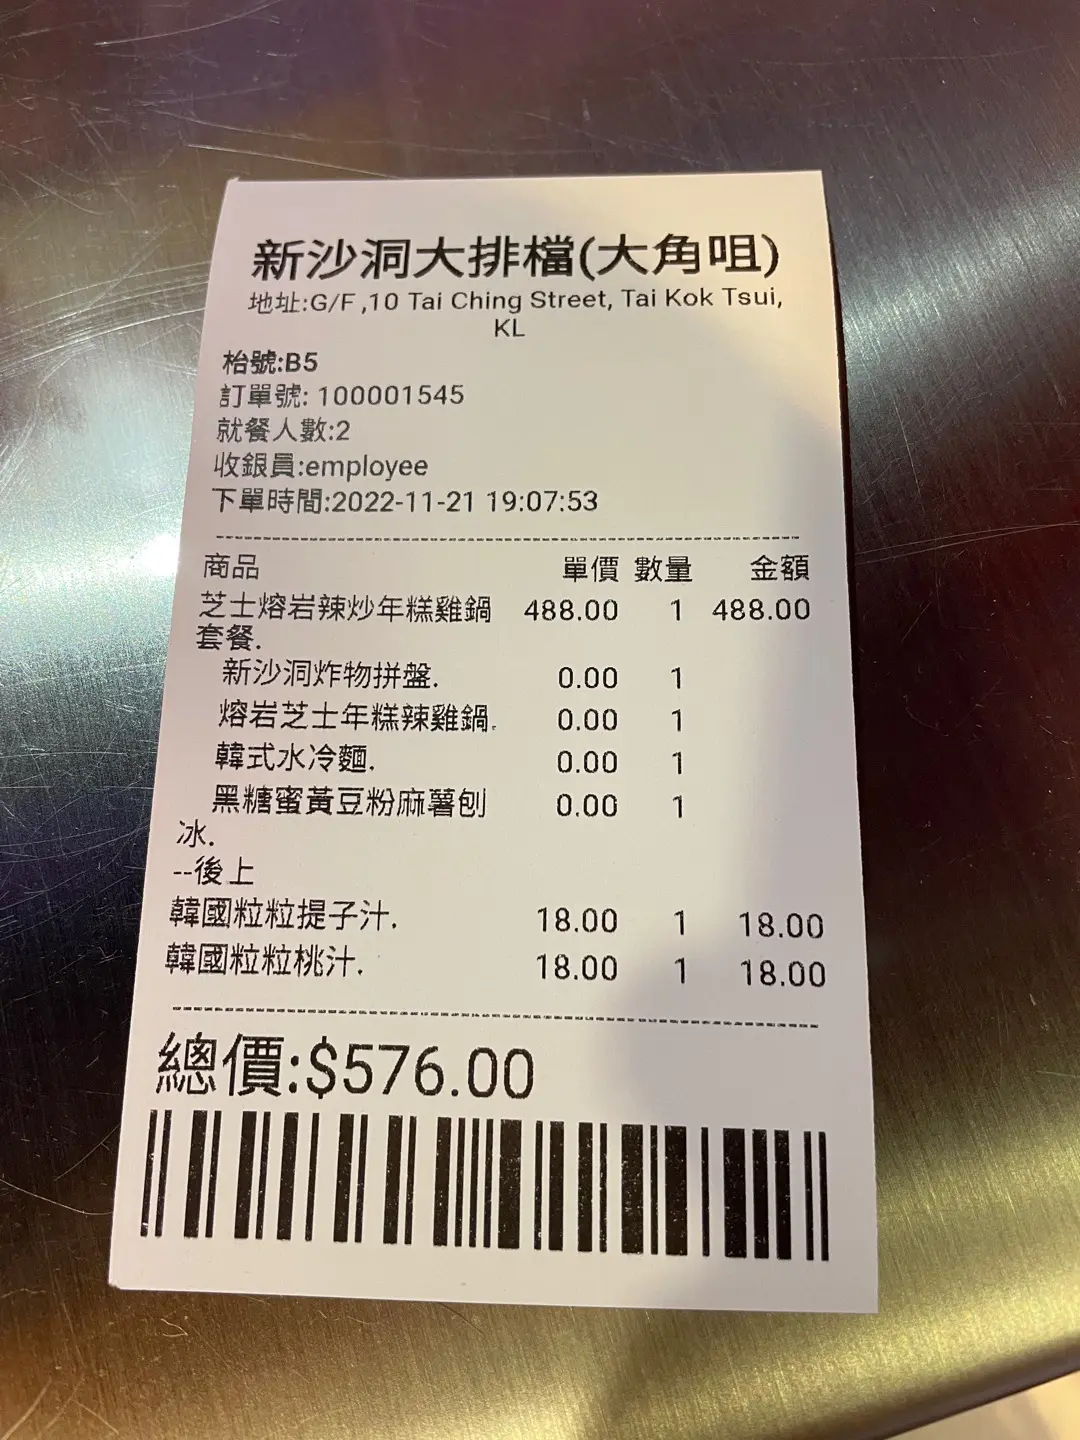 新沙洞大排檔(大角咀)
地址:G/F ,10 Tai Ching Street, Tai Kok Tsui,
KL
枱號:B5
訂單號: 100001545
就餐人數:2
收銀員:employee
下單時間:2022-11-21 19:07:53
商品 單價 數量 金額
芝士熔岩辣炒年糕雞鍋 488.00 1 488.00
套餐.
新沙洞炸物拼盤. 0.00 1
熔岩芝士年糕辣雞鍋. 0.00 1
韓式水冷麵. 0.00 1
黑糖蜜黃豆粉麻薯刨 0.00 1
冰.
--後上
韓國粒粒提子汁. 18.00 1 18.00
韓國粒粒桃汁. 18.00 1 18.00
總價:$576.00